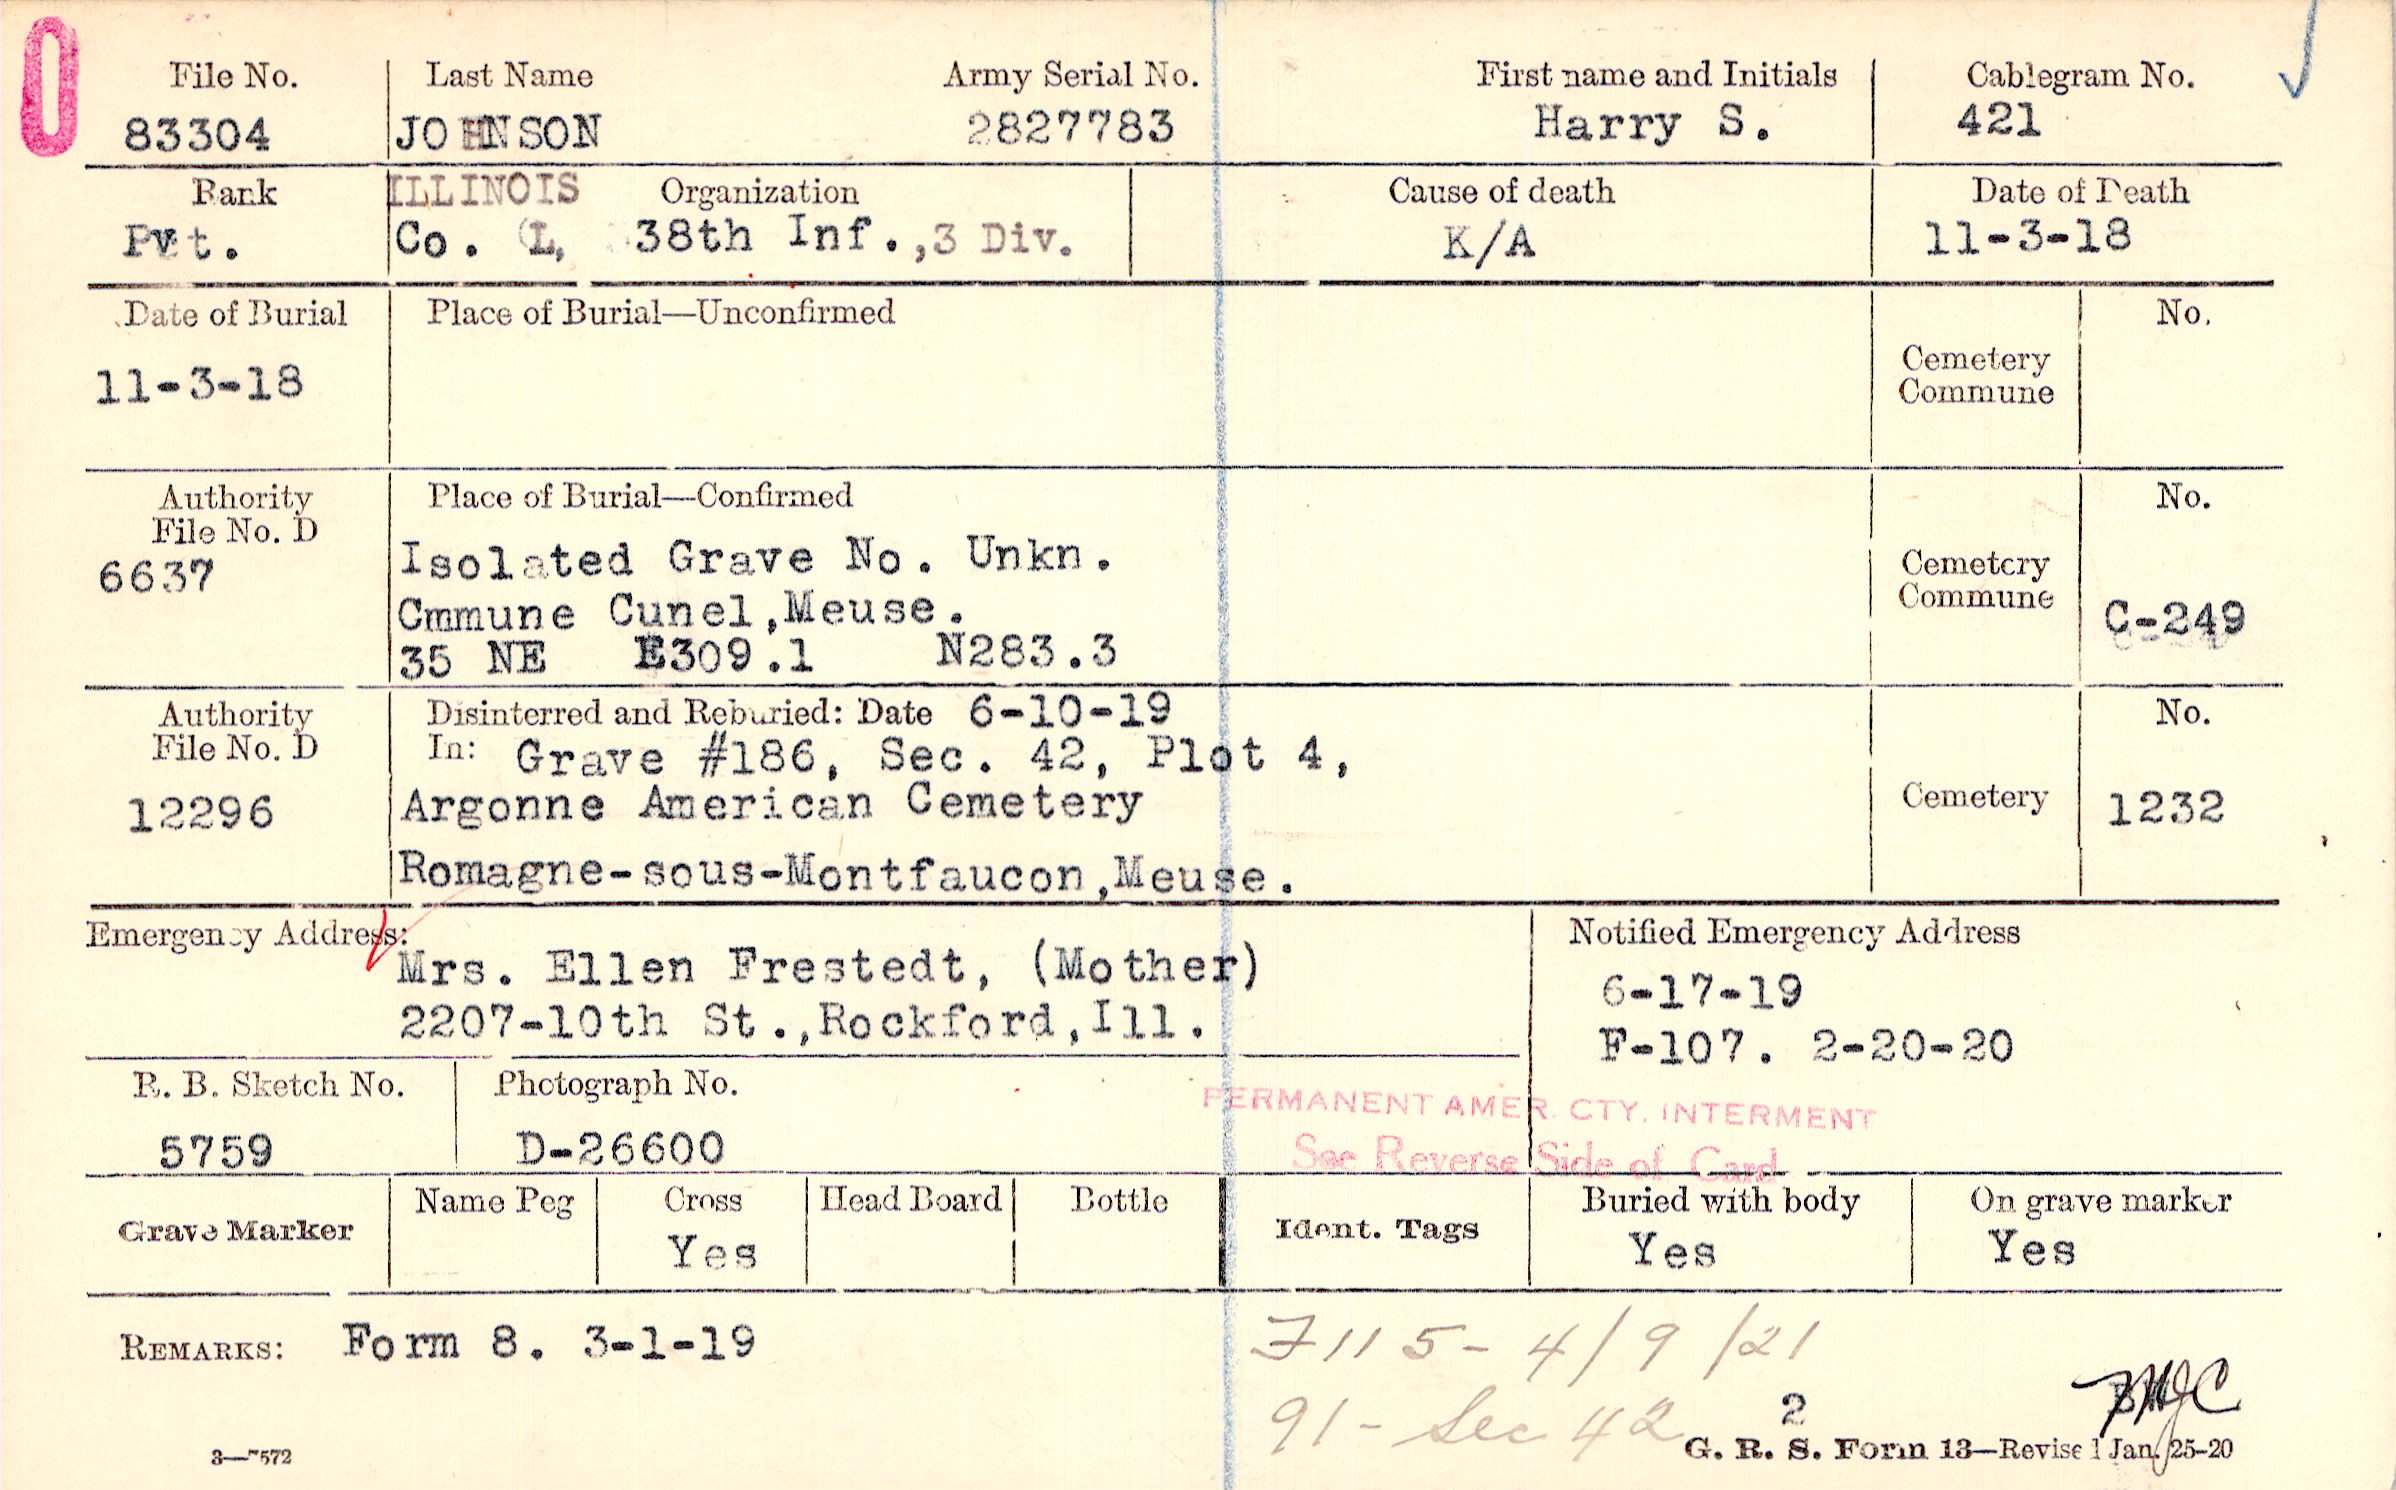 0
File No. Last Name Army Serial No. First name and Initials Cablegram No.
83304 JOHNSON 2827783 Harry S. 421
Rank ILLINOIS Organization Cause of death Date of Death
Pvt. Co. L, 38th Inf.,3 Div. K/A 11-3-18
Date of Burial Place of Burial—Unconfirmed No.
11-3-18 Cemetery
Commune
Authority Place of Burial—Confirmed No.
File No. D
6637 Isolated Grave No. Unkn. Cemetery
Cmmune Cunel,Meuse. Commune C-249
35 NE E309.1 N283.3
Authority Disinterred and Reburied: Date 6-10-19 No.
File No. D In: Grave #186, Sec. 42, Plot 4,
12296 Argonne American Cemetery Cemetery 1232
Romagne-sous-Montfaucon,Meuse.
Emergency Address: Notified Emergency Address
Mrs. Ellen Frestedt, (Mother) 6-17-19
2207-10th St.,Rockford,Ill. F-107. 2-20-20
R. B. Sketch No. Photograph No. PERMANENT AMER. CTY. INTERMENT
5759 D-26600 See Reverse Side of Card
Grave Marker Name Peg Cross Head Board Bottle Ident. Tags Buried with body On grave marker
Yes Yes Yes
REMARKS: Form 8. 3-1-19 F115- 4/9/21
91- Sec 42 2
3—7572 G. R. S. Form 13—Revised Jan. 25-20